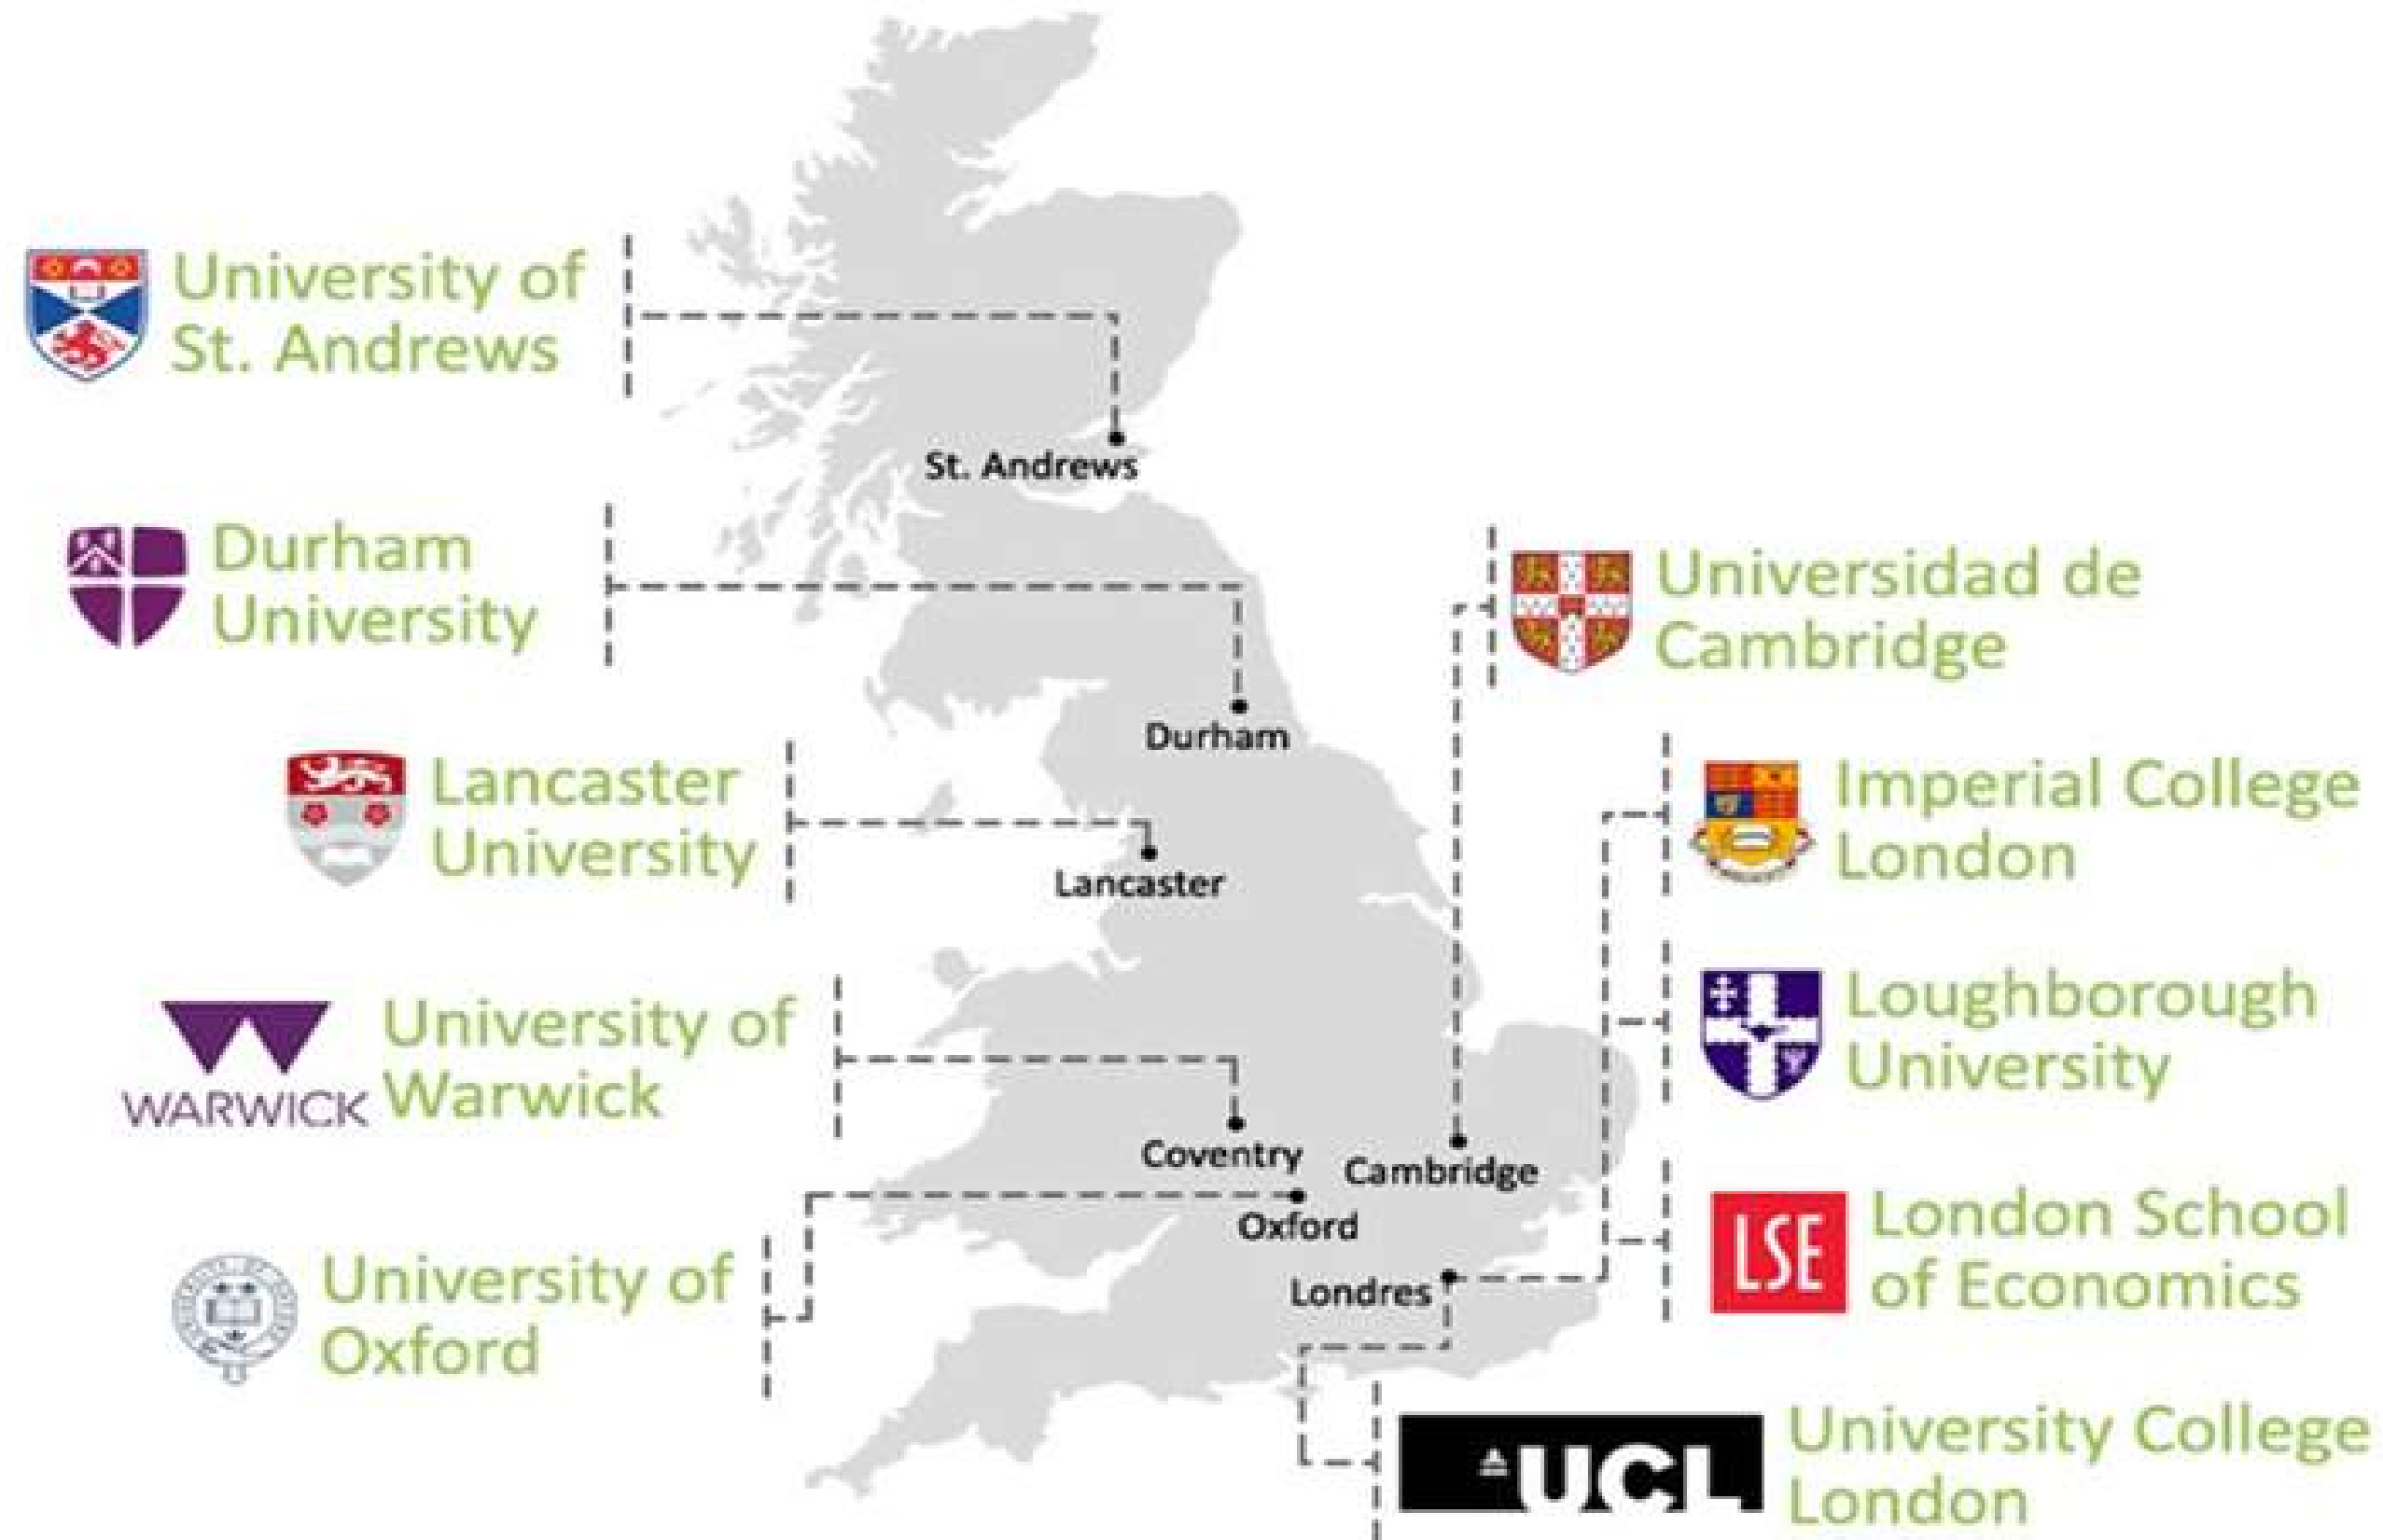 University of
St. Andrews
St. Andrews
Durham
University
Durham
Universidad de
Cambridge
Lancaster
University
Lancaster
Imperial College
London
WARWICK
University of
Warwick
Coventry
Cambridge
Loughborough
University
University of
Oxford
Oxford
LSE
London School
of Economics
Londres
UCL
University College
London